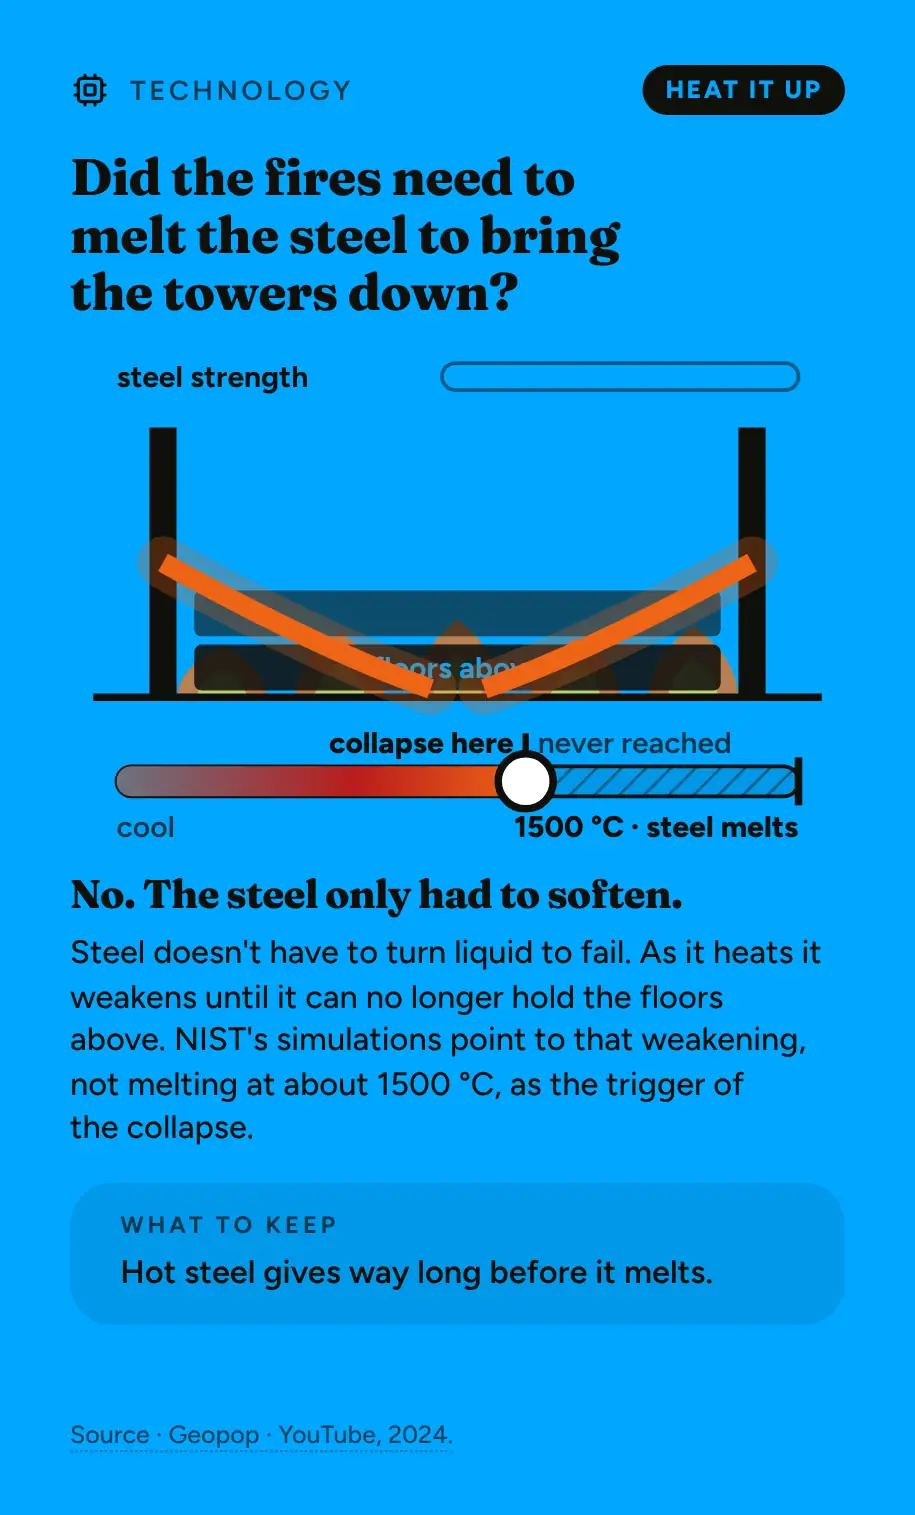 TECHNOLOGY
HEAT IT UP
Did the fires need to
melt the steel to bring
the towers down?
steel strength
collapse here
never reached
cool
1500 °C · steel melts
No. The steel only had to soften.
Steel doesn't have to turn liquid to fail. As it heats it
weakens until it can no longer hold the floors
above. NIST's simulations point to that weakening,
not melting at about 1500 °C, as the trigger of
the collapse.
WHAT TO KEEP
Hot steel gives way long before it melts.
Source · Geopop · YouTube, 2024.